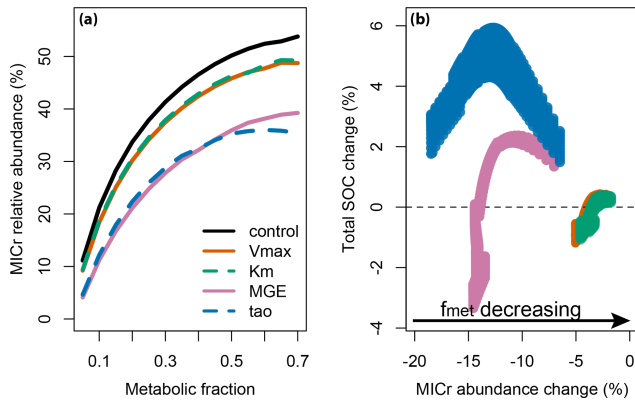 (a)
MICr relative abundance (%)
50
40
30
20
10
0
control
Vmax
Km
MGE
tao
0.1
0.3
0.5
0.7
Metabolic fraction
(b)
Total SOC change (%)
6
4
2
0
-2
-4
fmet decreasing
-20
-15
-10
-5
0
MICr abundance change (%)